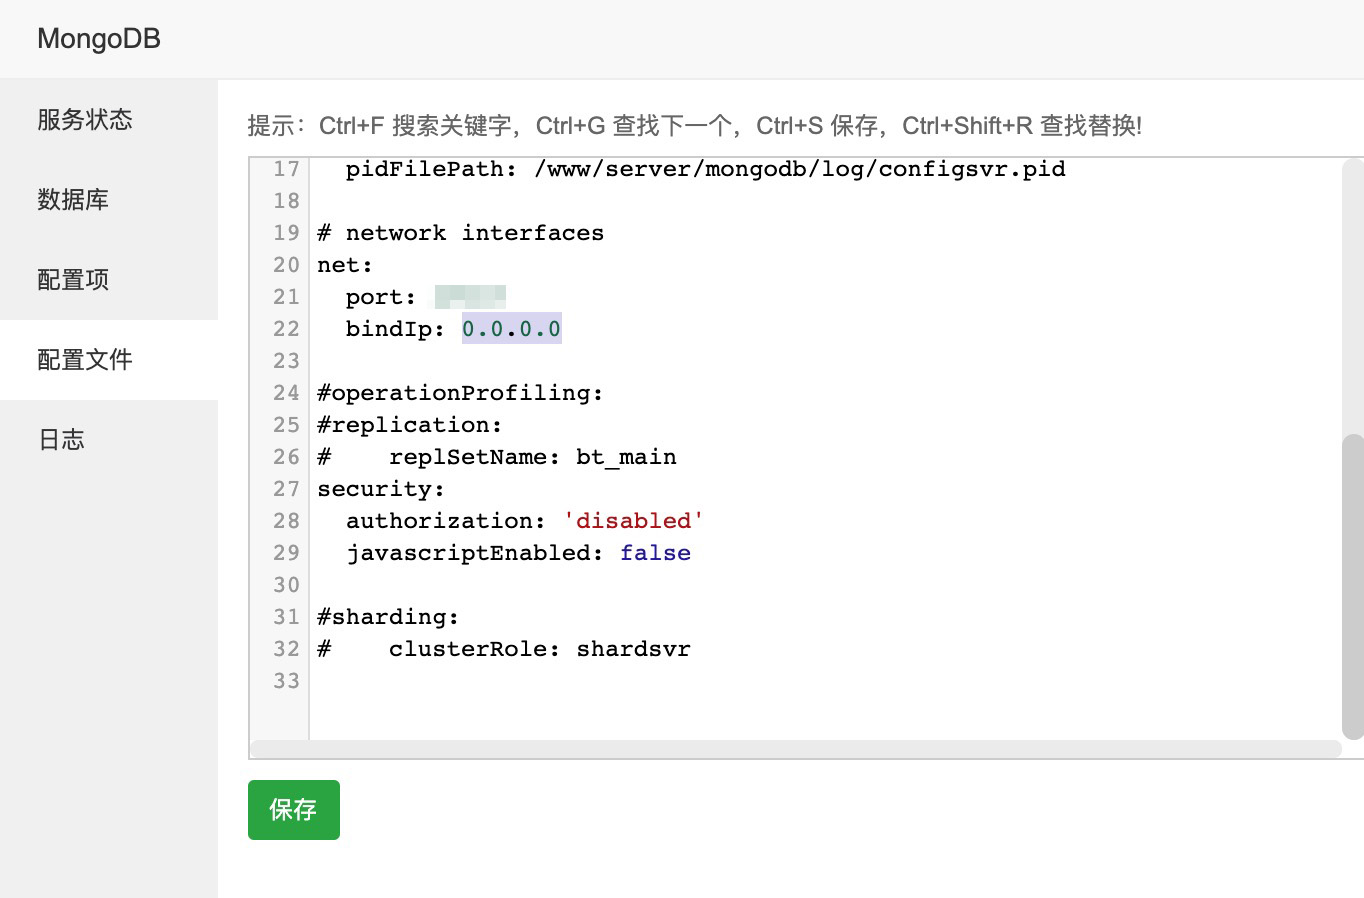 MongoDB
服务状态
数据库
配置项
配置文件
日志
提示：Ctrl+F 搜索关键字，Ctrl+G 查找下一个，Ctrl+S 保存，Ctrl+Shift+R 查找替换!
17   pidFilePath: /www/server/mongodb/log/configsvr.pid
18
19 # network interfaces
20 net:
21   port:
22   bindIp: 0.0.0.0
23
24 #operationProfiling:
25 #replication:
26 #    replSetName: bt_main
27 security:
28   authorization: 'disabled'
29   javascriptEnabled: false
30
31 #sharding:
32 #    clusterRole: shardsvr
33
保存